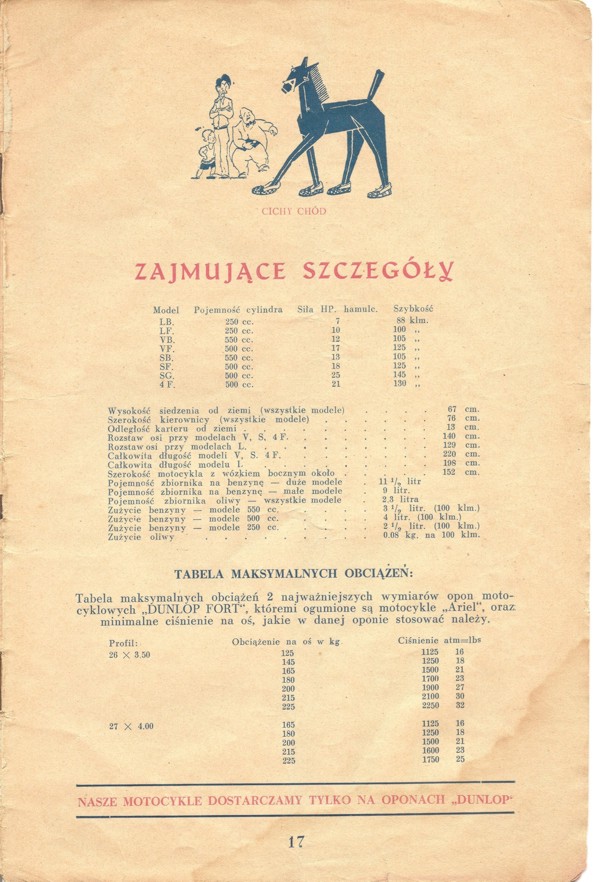 CICHY CHÓD
ZAJMUJĄCE SZCZEGÓŁY
Model Pojemność cylindra Siła HP. hamulc. Szybkość
LB. 250 cc. 7 88 klm.
LF. 250 cc. 10 100 „
VB. 550 cc. 12 105 „
VF. 500 cc. 17 125 „
SB. 550 cc. 13 105 „
SF. 500 cc. 18 125 „
SG. 500 cc. 25 145 „
4 F. 500 cc. 21 130 „
Wysokość siedzenia od ziemi (wszystkie modele) . . . . 67 cm.
Szerokość kierownicy (wszystkie modele) . . . . . . 76 cm.
Odległość karteru od ziemi . . . . . . . . . 13 cm.
Rozstaw osi przy modelach V, S, 4 F. . . . . . . . 140 cm.
Rozstaw osi przy modelach L. . . . . . . . . 129 cm.
Całkowita długość modeli V, S. 4 F. . . . . . . . 220 cm.
Całkowita długość modelu L . . . . . . . . . 198 cm.
Szerokość motocykla z wózkiem bocznym około . . . . . 152 cm.
Pojemność zbiornika na benzynę — duże modele . 11 1/2 litr
Pojemność zbiornika na benzynę — małe modele . 9 litr.
Pojemność zbiornika oliwy — wszystkie modele . 2.3 litra
Zużycie benzyny — modele 550 cc. . . . . 3 1/2 litr. (100 klm.)
Zużycie benzyny — modele 500 cc. . . . . 4 litr. (100 klm.)
Zużycie benzyny — modele 250 cc. . . . . 2 1/2 litr. (100 klm.)
Zużycie oliwy . . . . . . . . 0.08 kg. na 100 klm.
TABELA MAKSYMALNYCH OBCIĄŻEŃ:
Tabela maksymalnych obciążeń 2 najważniejszych wymiarów opon moto-
cyklowych „DUNLOP FORT“, któremi ogumione są motocykle „Ariel“, oraz
minimalne ciśnienie na oś, jakie w danej oponie stosować należy.
Profil: Obciążenie na oś w kg Ciśnienie atm=lbs
26 × 3.50 125 1125 16
145 1250 18
165 1500 21
180 1700 23
200 1900 27
215 2100 30
225 2250 32
27 × 4.00 165 1125 16
180 1250 18
200 1500 21
215 1600 23
225 1750 25
NASZE MOTOCYKLE DOSTARCZAMY TYLKO NA OPONACH „DUNLOP“
17